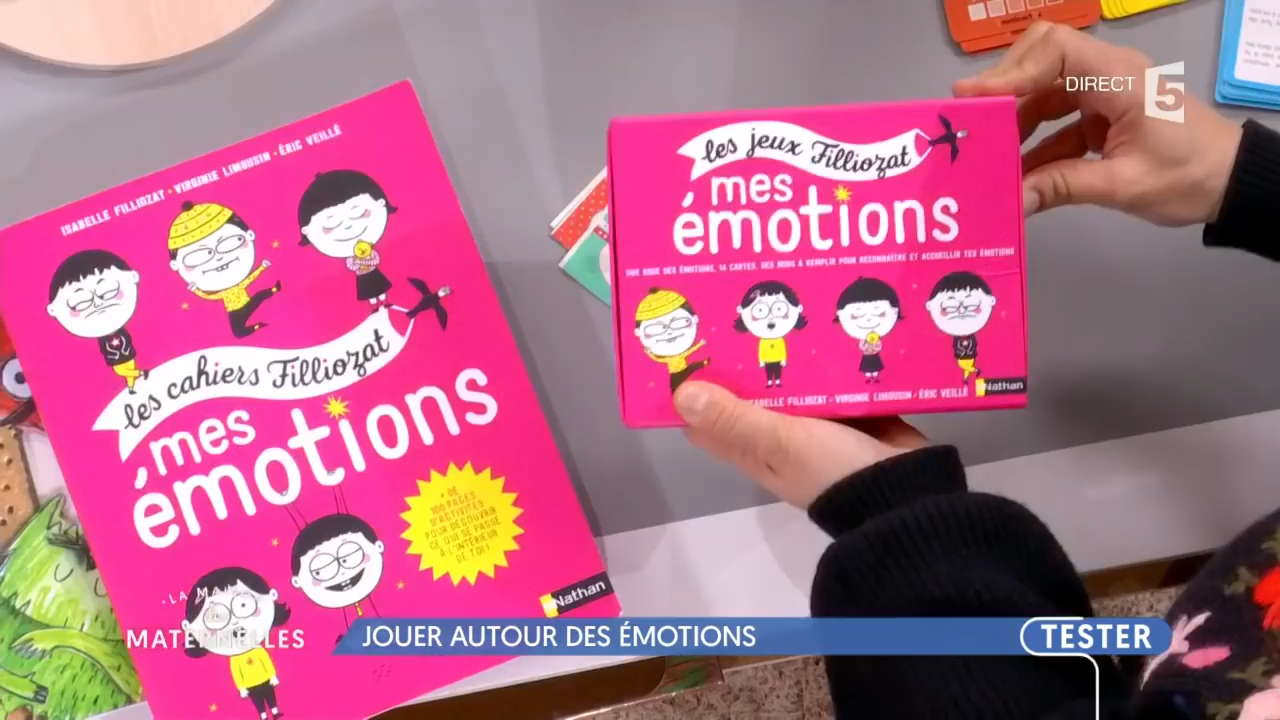 DIRECT 5
ISABELLE FILLIOZAT • VIRGINIE LIMOUSIN • ÉRIC VEILLÉ
les cahiers Filliozat
mes
émotions
+ DE
100 PAGES
D'ACTIVITÉS
POUR DÉCOUVRIR
CE QUI SE PASSE
À L'INTÉRIEUR
DE TOI !
Nathan
les jeux Filliozat
mes
émotions
UNE ROUE DES ÉMOTIONS, 14 CARTES, DES BONS À REMPLIR POUR RECONNAÎTRE ET ACCUEILLIR TES ÉMOTIONS
Nathan
ISABELLE FILLIOZAT • VIRGINIE LIMOUSIN • ÉRIC VEILLÉ
LA
MATERNELLES
JOUER AUTOUR DES ÉMOTIONS
TESTER